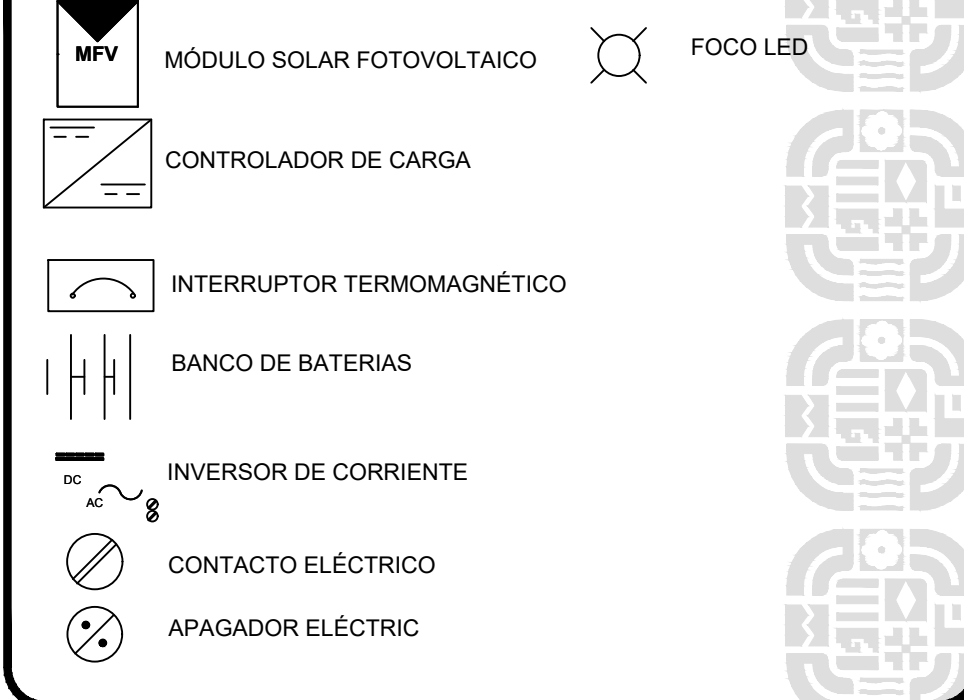 MFV
MÓDULO SOLAR FOTOVOLTAICO
FOCO LED
CONTROLADOR DE CARGA
INTERRUPTOR TERMOMAGNÉTICO
BANCO DE BATERIAS
DC
AC
INVERSOR DE CORRIENTE
CONTACTO ELÉCTRICO
APAGADOR ELÉCTRIC